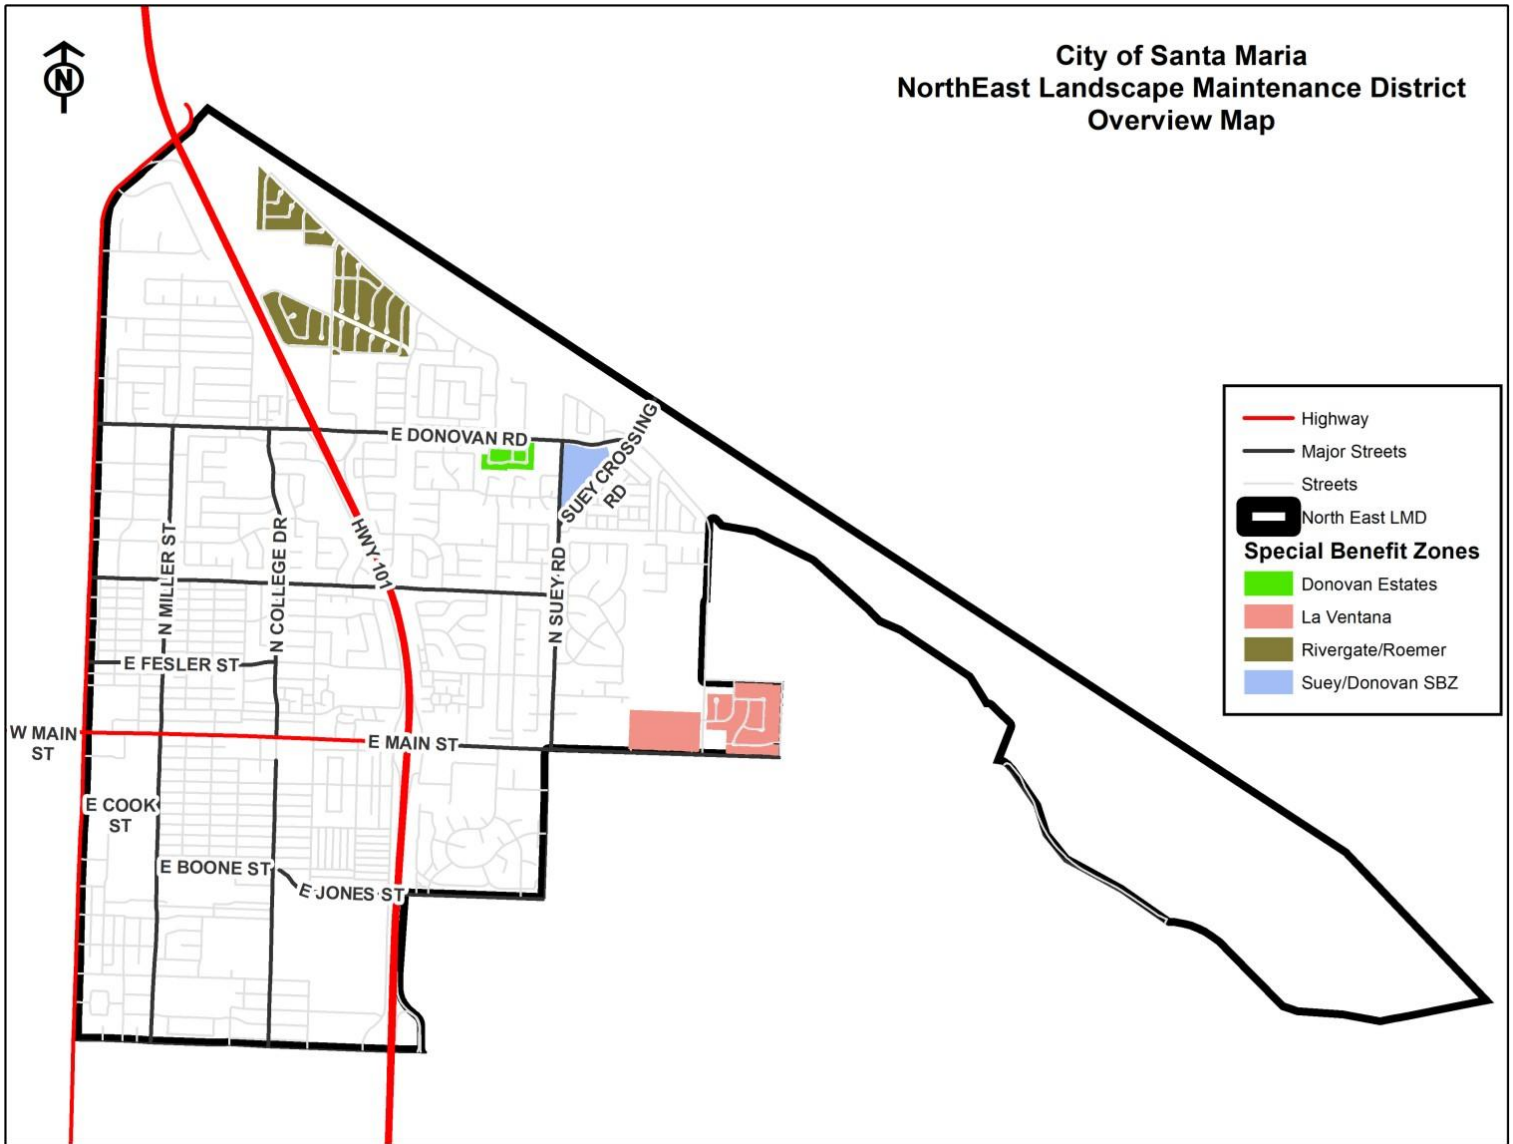 City of Santa Maria
NorthEast Landscape Maintenance District
Overview Map
N
E DONOVAN RD
SUEY CROSSING
RD
HWY 101
N MILLER ST
N COLLEGE DR
N SUEY RD
E FESLER ST
W MAIN
ST
E MAIN ST
E COOK
ST
E BOONE ST
E JONES ST
Highway
Major Streets
Streets
North East LMD
Special Benefit Zones
Donovan Estates
La Ventana
Rivergate/Roemer
Suey/Donovan SBZ